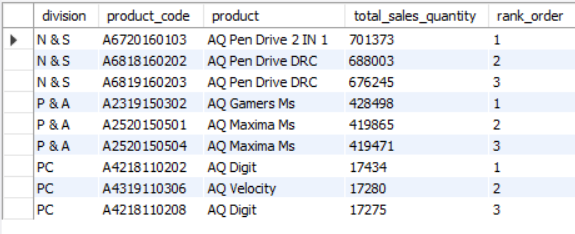 division product_code product total_sales_quantity rank_order
N & S A6720160103 AQ Pen Drive 2 IN 1 701373 1
N & S A6818160202 AQ Pen Drive DRC 688003 2
N & S A6819160203 AQ Pen Drive DRC 676245 3
P & A A2319150302 AQ Gamers Ms 428498 1
P & A A2520150501 AQ Maxima Ms 419865 2
P & A A2520150504 AQ Maxima Ms 419471 3
PC A4218110202 AQ Digit 17434 1
PC A4319110306 AQ Velocity 17280 2
PC A4218110208 AQ Digit 17275 3